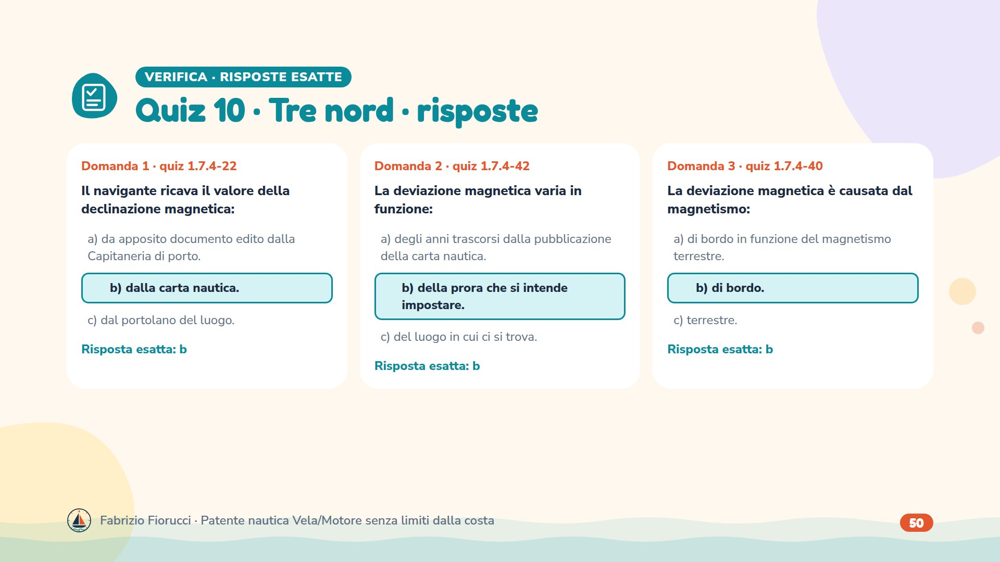 VERIFICA · RISPOSTE ESATTE
Quiz 10 · Tre nord · risposte
Domanda 1 · quiz 1.7.4-22
Il navigante ricava il valore della
declinazione magnetica:
a) da apposito documento edito dalla
Capitaneria di porto.
b) dalla carta nautica.
c) dal portolano del luogo.
Risposta esatta: b
Domanda 2 · quiz 1.7.4-42
La deviazione magnetica varia in
funzione:
a) degli anni trascorsi dalla pubblicazione
della carta nautica.
b) della prora che si intende
impostare.
c) del luogo in cui ci si trova.
Risposta esatta: b
Domanda 3 · quiz 1.7.4-40
La deviazione magnetica è causata dal
magnetismo:
a) di bordo in funzione del magnetismo
terrestre.
b) di bordo.
c) terrestre.
Risposta esatta: b
Fabrizio Fiorucci · Patente nautica Vela/Motore senza limiti dalla costa
50